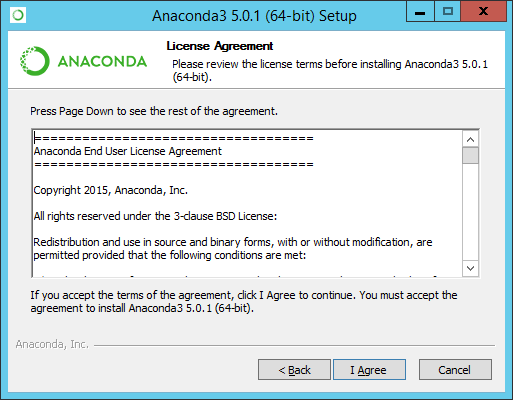 Anaconda3 5.0.1 (64-bit) Setup
ANACONDA
License Agreement
Please review the license terms before installing Anaconda3 5.0.1
(64-bit).
Press Page Down to see the rest of the agreement.
===================================
Anaconda End User License Agreement
===================================
Copyright 2015, Anaconda, Inc.
All rights reserved under the 3-clause BSD License:
Redistribution and use in source and binary forms, with or without modification, are
permitted provided that the following conditions are met:
If you accept the terms of the agreement, click I Agree to continue. You must accept the
agreement to install Anaconda3 5.0.1 (64-bit).
Anaconda, Inc.
< Back
I Agree
Cancel